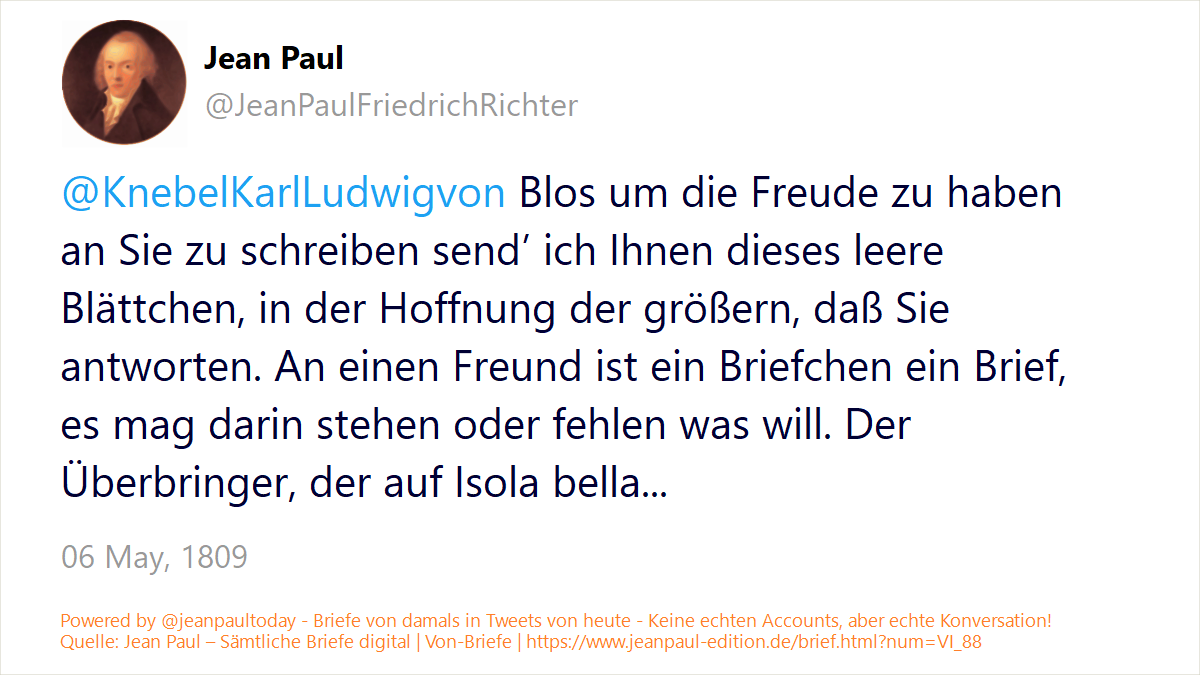 Jean Paul
@JeanPaulFriedrichRichter
@KnebelKarlLudwigvon Blos um die Freude zu haben
an Sie zu schreiben send’ ich Ihnen dieses leere
Blättchen, in der Hoffnung der größern, daß Sie
antworten. An einen Freund ist ein Briefchen ein Brief,
es mag darin stehen oder fehlen was will. Der
Überbringer, der auf Isola bella...
06 May, 1809
Powered by @jeanpaultoday - Briefe von damals in Tweets von heute - Keine echten Accounts, aber echte Konversation!
Quelle: Jean Paul – Sämtliche Briefe digital | Von-Briefe | https://www.jeanpaul-edition.de/brief.html?num=VI_88